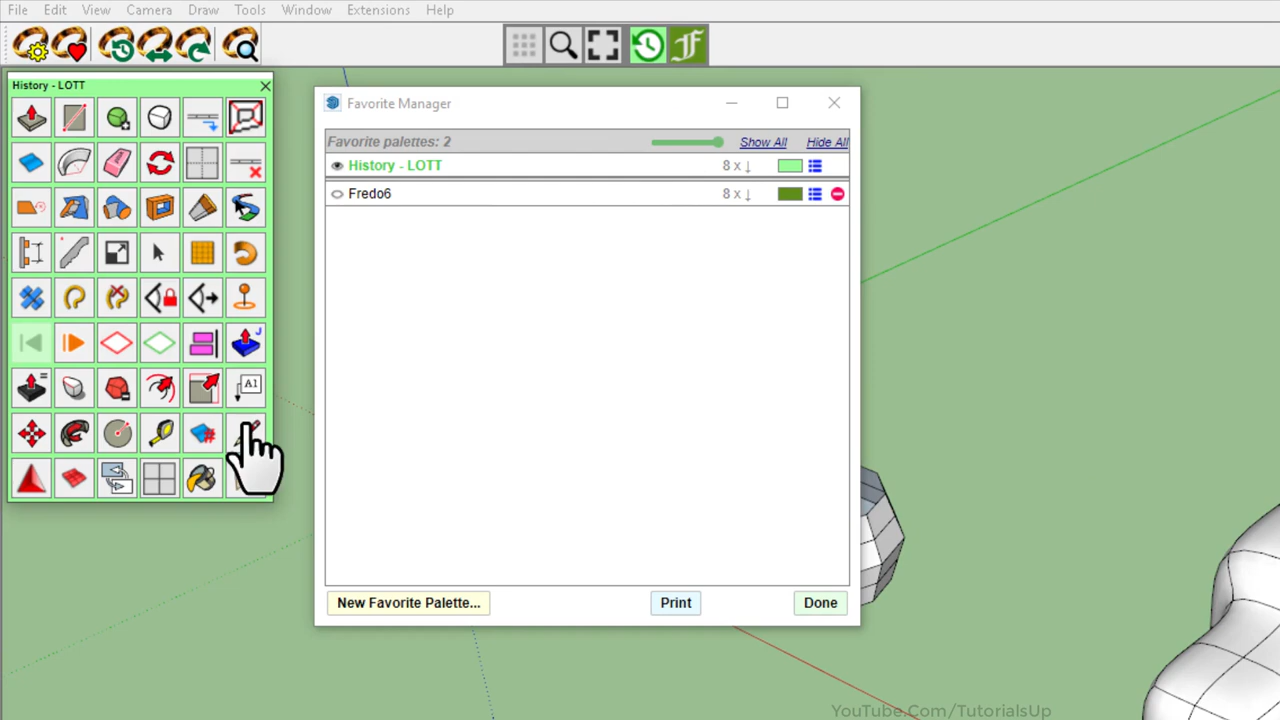 File Edit View Camera Draw Tools Window Extensions Help
History - LOTT
Favorite Manager
Favorite palettes: 2 Show All Hide All
History - LOTT 8 x ↓
Fredo6 8 x ↓
A1
New Favorite Palette... Print Done
YouTube.Com/TutorialsUp